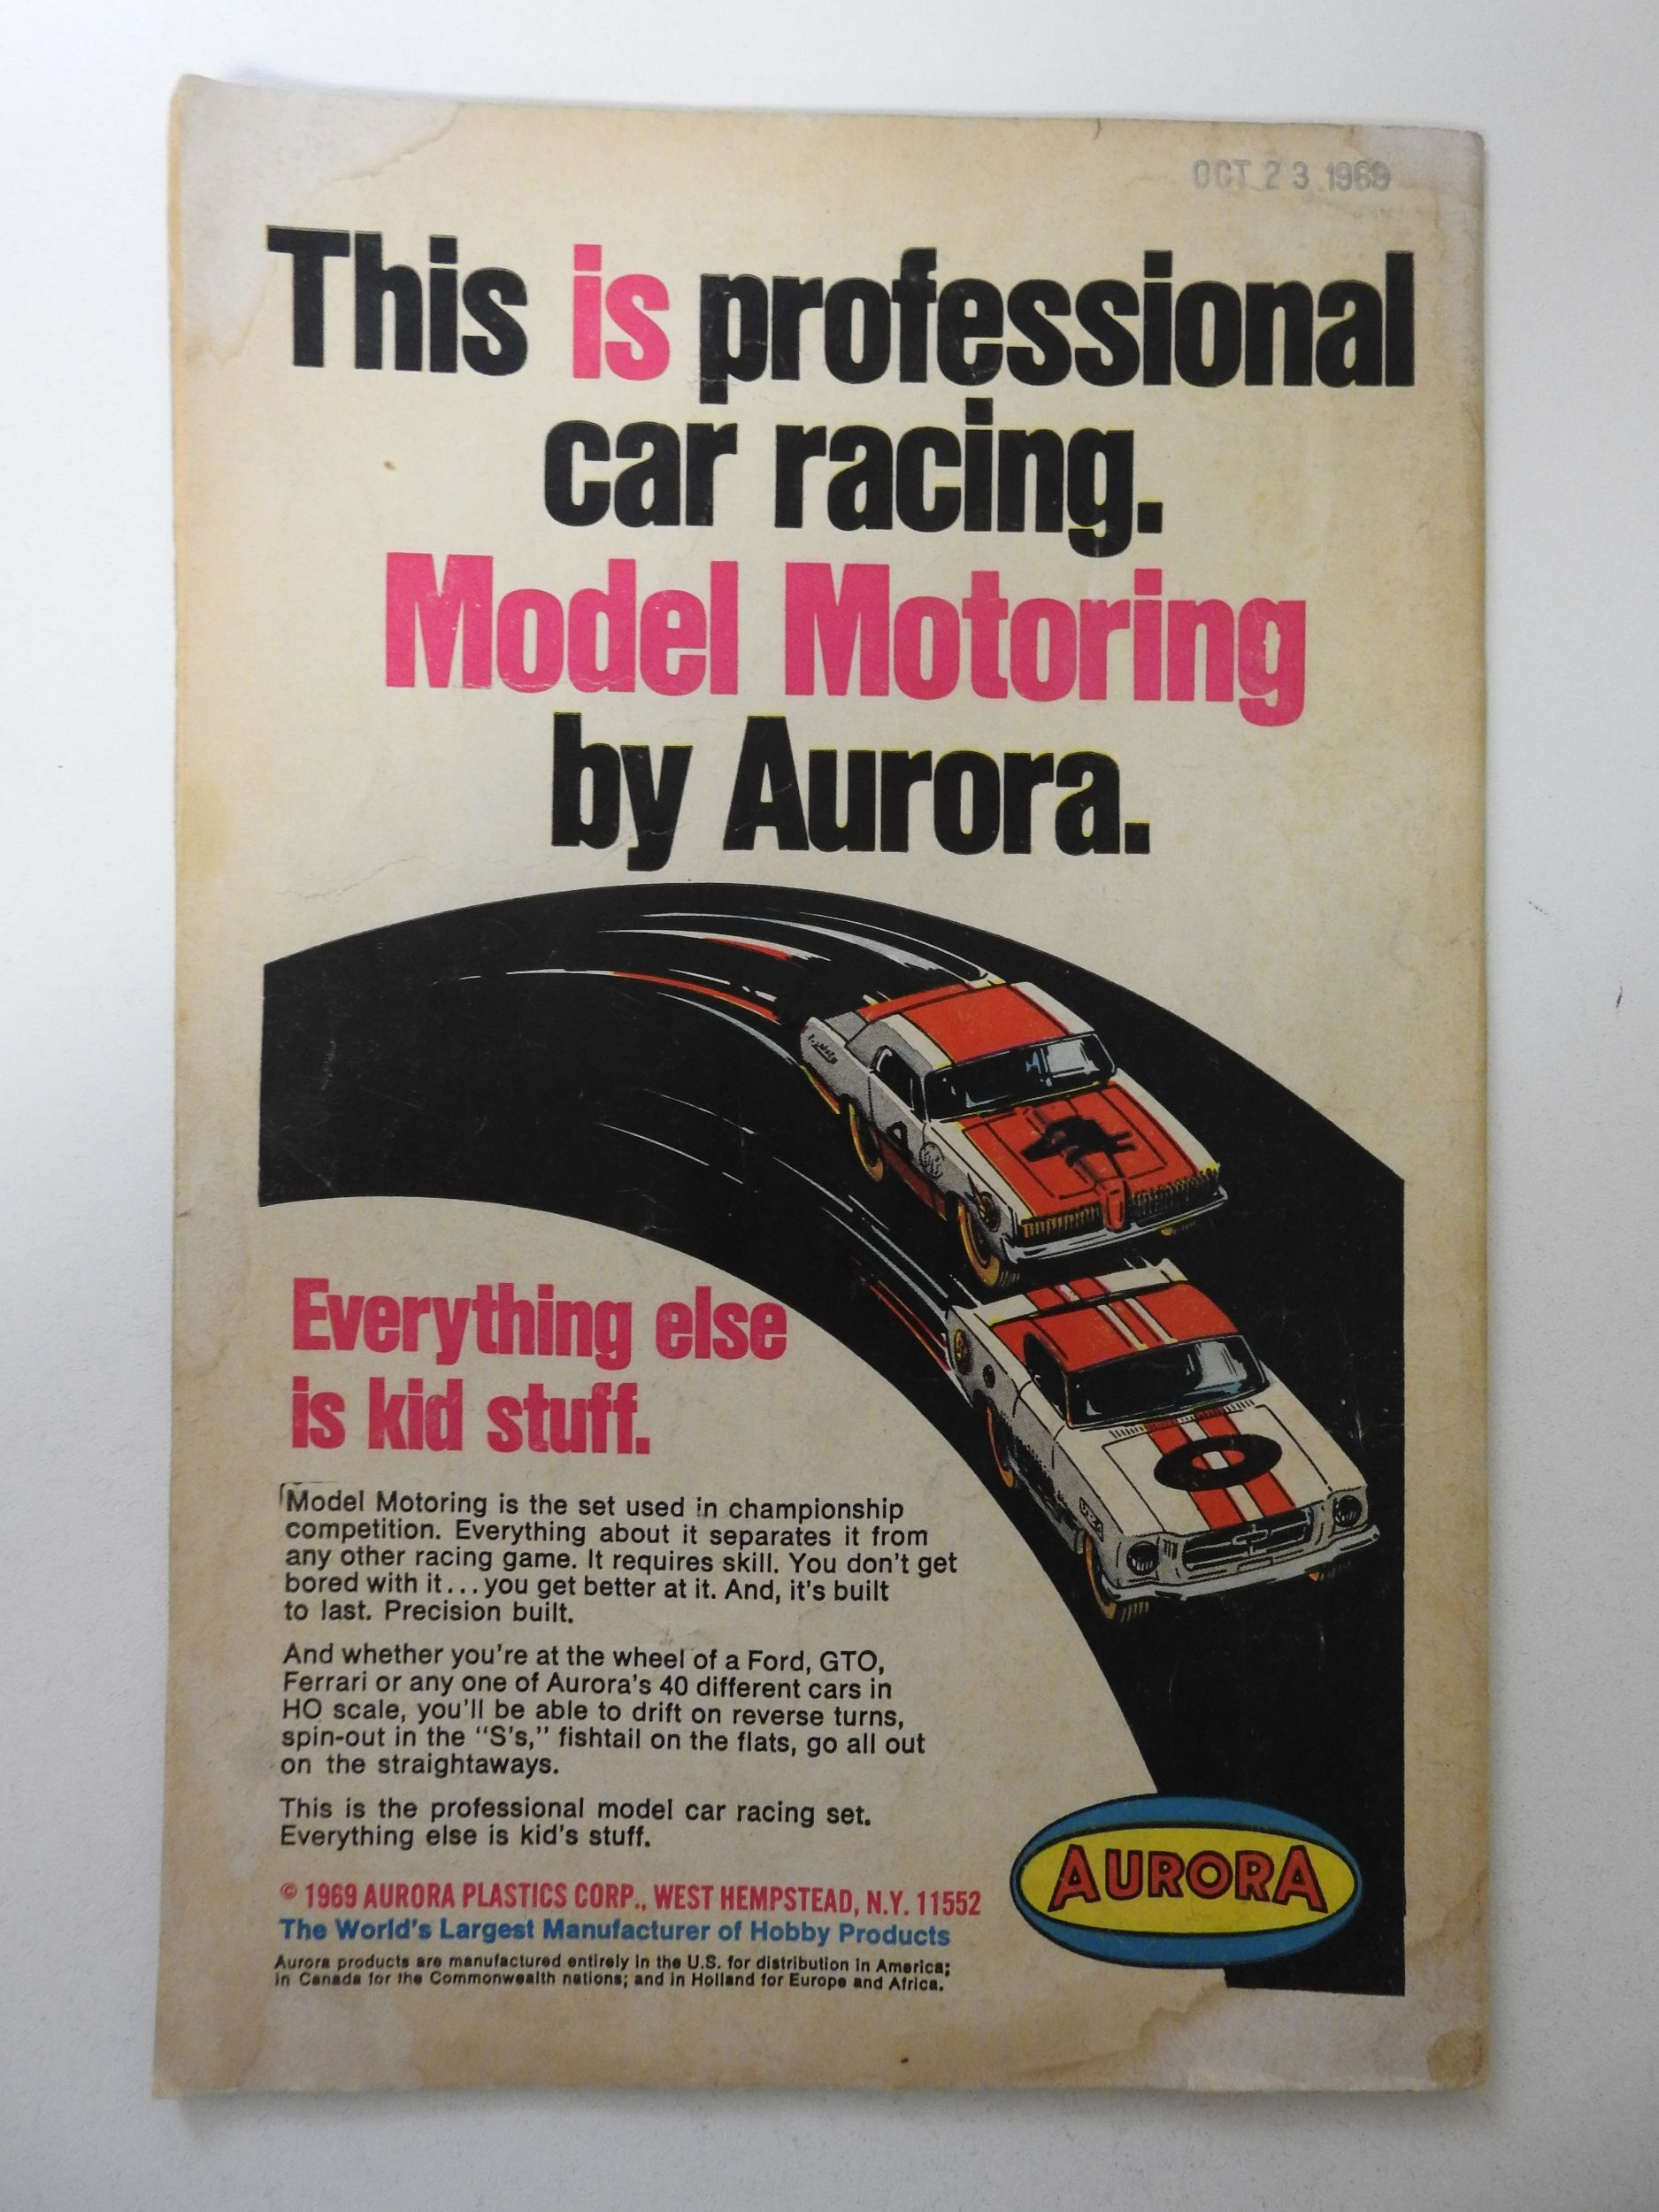 OCT 23 1969
This is professional
car racing.
Model Motoring
by Aurora.
Everything else
is kid stuff.
Model Motoring is the set used in championship
competition. Everything about it separates it from
any other racing game. It requires skill. You don't get
bored with it...you get better at it. And, it's built
to last. Precision built.
And whether you're at the wheel of a Ford, GTO,
Ferrari or any one of Aurora's 40 different cars in
HO scale, you'll be able to drift on reverse turns,
spin-out in the "S's," fishtail on the flats, go all out
on the straightaways.
This is the professional model car racing set.
Everything else is kid's stuff.
© 1969 AURORA PLASTICS CORP., WEST HEMPSTEAD, N.Y. 11552
The World's Largest Manufacturer of Hobby Products
Aurora products are manufactured entirely in the U.S. for distribution in America;
in Canada for the Commonwealth nations; and in Holland for Europe and Africa.
AURORA